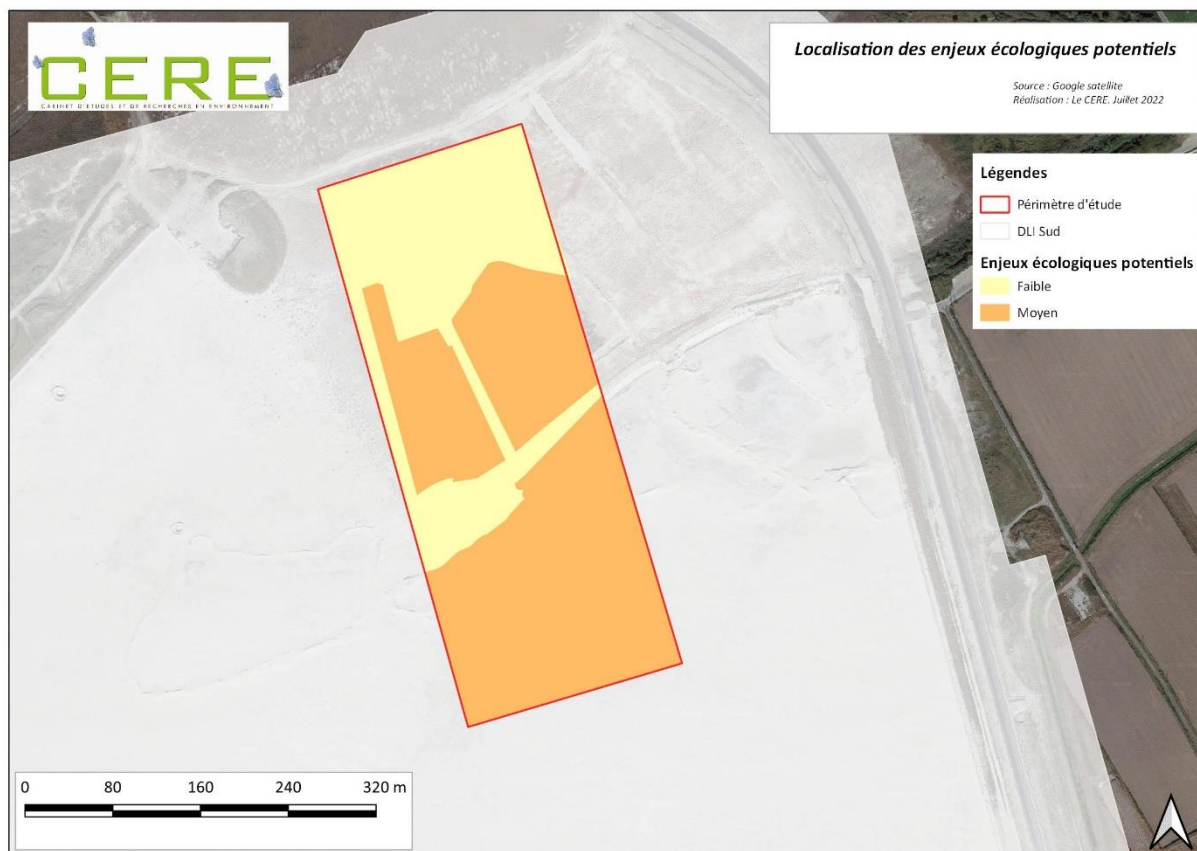 CERE
CABINET D'ÉTUDES ET DE RECHERCHES EN ENVIRONNEMENT
Localisation des enjeux écologiques potentiels
Source : Google satellite
Réalisation : Le CERE. Juillet 2022
Légendes
Périmètre d'étude
DLI Sud
Enjeux écologiques potentiels
Faible
Moyen
0 80 160 240 320 m